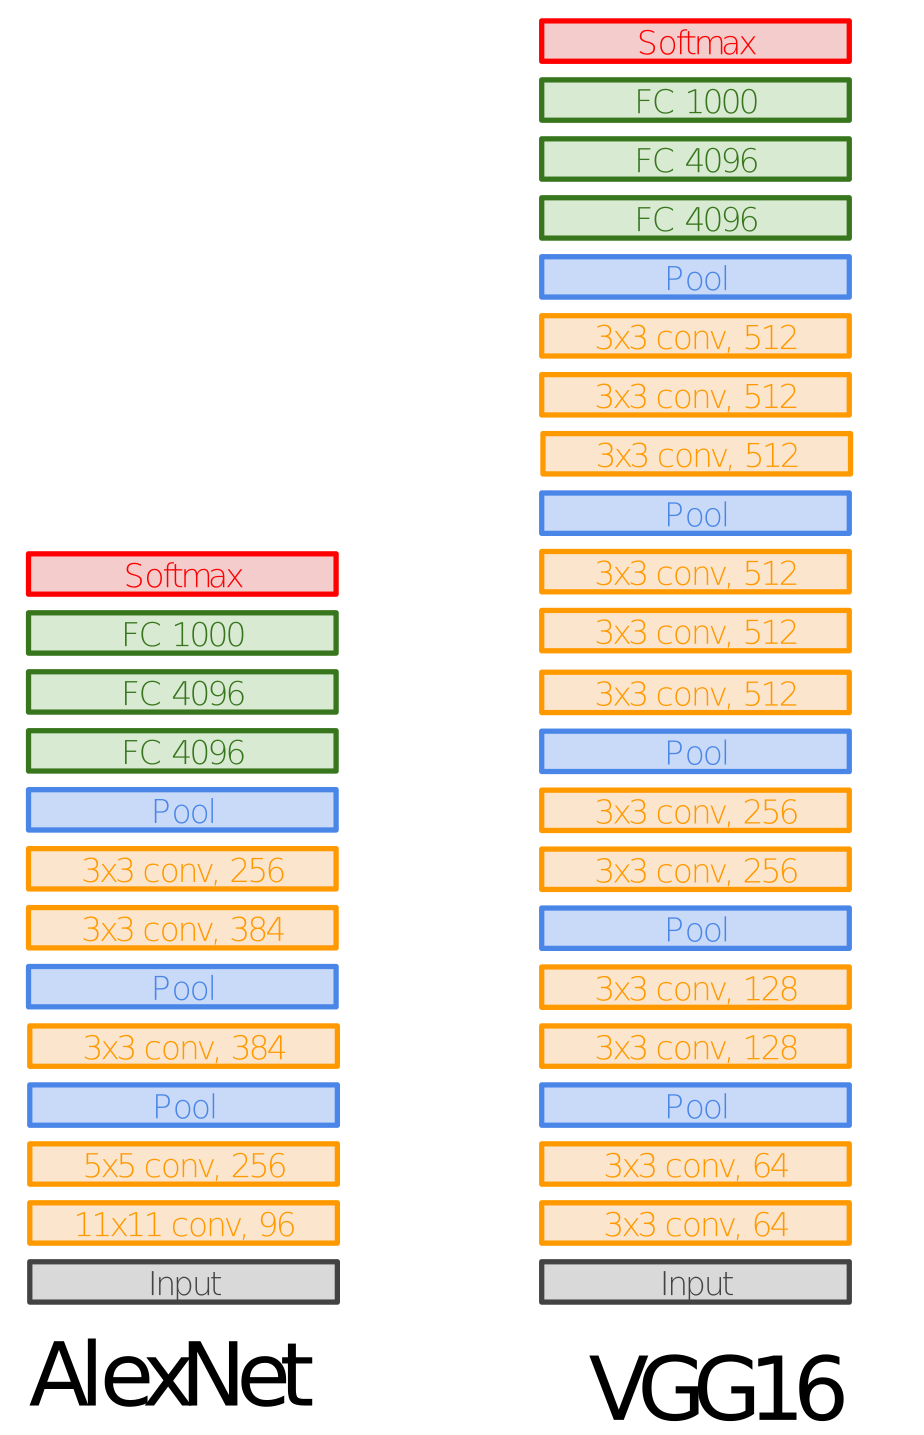 Softmax
FC 1000
FC 4096
FC 4096
Pool
3x3 conv, 256
3x3 conv, 384
Pool
3x3 conv, 384
Pool
5x5 conv, 256
11x11 conv, 96
Input
AlexNet
Softmax
FC 1000
FC 4096
FC 4096
Pool
3x3 conv, 512
3x3 conv, 512
3x3 conv, 512
Pool
3x3 conv, 512
3x3 conv, 512
3x3 conv, 512
Pool
3x3 conv, 256
3x3 conv, 256
Pool
3x3 conv, 128
3x3 conv, 128
Pool
3x3 conv, 64
3x3 conv, 64
Input
VGG16